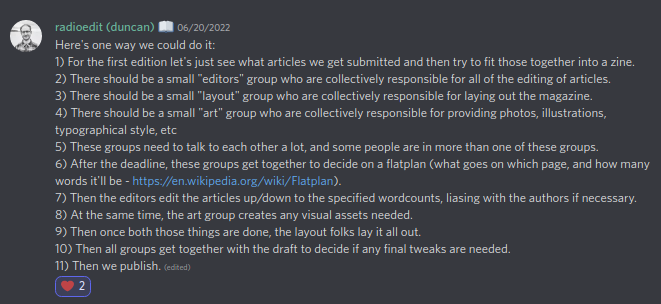 radioedit (duncan) 📖 06/20/2022
Here's one way we could do it:
1) For the first edition let's just see what articles we get submitted and then try to fit those together into a zine.
2) There should be a small "editors" group who are collectively responsible for all of the editing of articles.
3) There should be a small "layout" group who are collectively responsible for laying out the magazine.
4) There should be a small "art" group who are collectively responsible for providing photos, illustrations,
typographical style, etc
5) These groups need to talk to each other a lot, and some people are in more than one of these groups.
6) After the deadline, these groups get together to decide on a flatplan (what goes on which page, and how many
words it'll be - https://en.wikipedia.org/wiki/Flatplan).
7) Then the editors edit the articles up/down to the specified wordcounts, liasing with the authors if necessary.
8) At the same time, the art group creates any visual assets needed.
9) Then once both those things are done, the layout folks lay it all out.
10) Then all groups get together with the draft to decide if any final tweaks are needed.
11) Then we publish. (edited)
❤️ 2